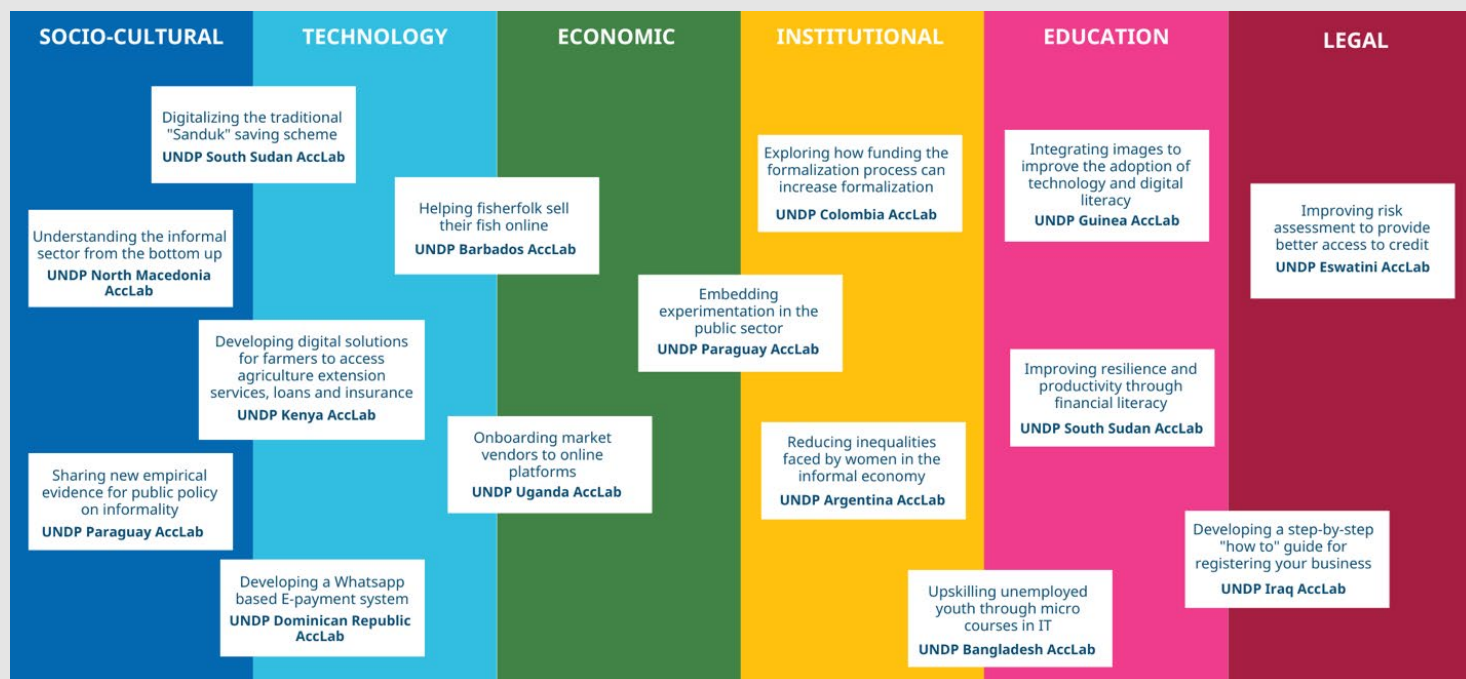 SOCIO-CULTURAL
TECHNOLOGY
ECONOMIC
INSTITUTIONAL
EDUCATION
LEGAL
Digitalizing the traditional
"Sanduk" saving scheme
UNDP South Sudan AccLab
Understanding the informal
sector from the bottom up
UNDP North Macedonia
AccLab
Developing digital solutions
for farmers to access
agriculture extension
services, loans and insurance
UNDP Kenya AccLab
Sharing new empirical
evidence for public policy
on informality
UNDP Paraguay AccLab
Developing a Whatsapp
based E-payment system
UNDP Dominican Republic
AccLab
Helping fisherfolk sell
their fish online
UNDP Barbados AccLab
Onboarding market
vendors to online
platforms
UNDP Uganda AccLab
Embedding
experimentation in the
public sector
UNDP Paraguay AccLab
Exploring how funding the
formalization process can
increase formalization
UNDP Colombia AccLab
Reducing inequalities
faced by women in the
informal economy
UNDP Argentina AccLab
Integrating images to
improve the adoption of
technology and digital
literacy
UNDP Guinea AccLab
Improving resilience and
productivity through
financial literacy
UNDP South Sudan AccLab
Upskilling unemployed
youth through micro
courses in IT
UNDP Bangladesh AccLab
Improving risk
assessment to provide
better access to credit
UNDP Eswatini AccLab
Developing a step-by-step
"how to" guide for
registering your business
UNDP Iraq AccLab